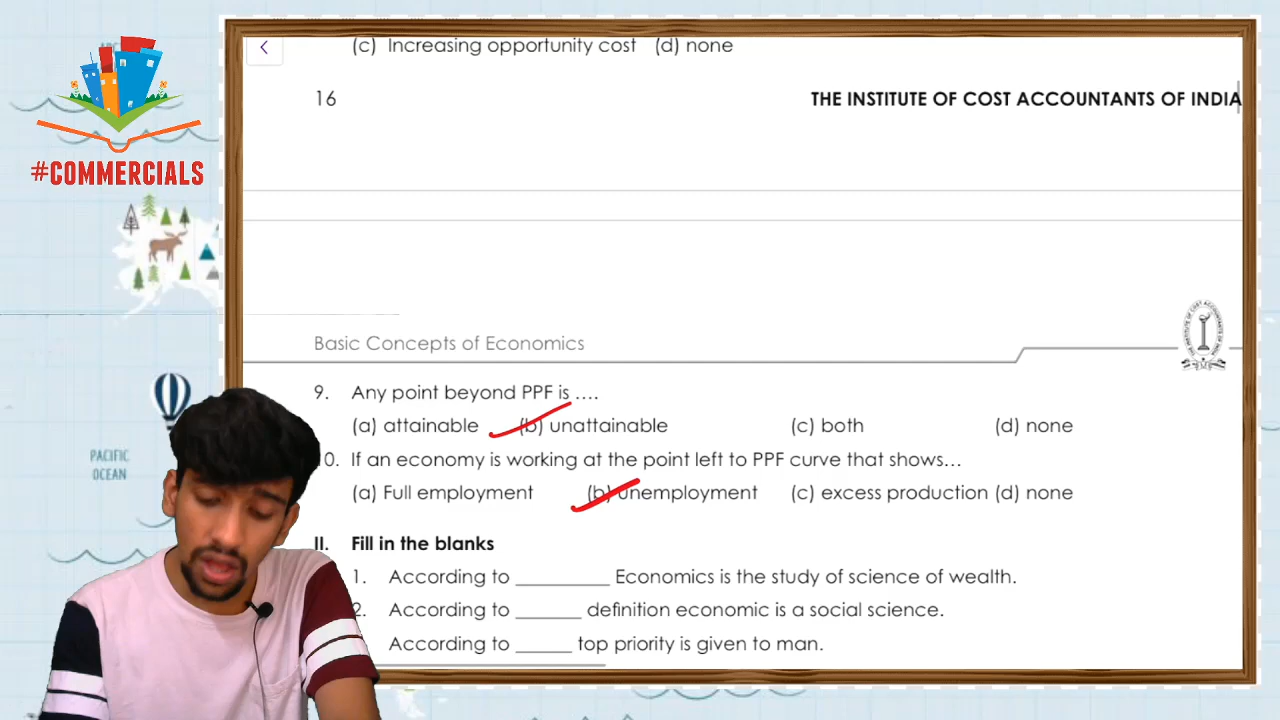 (c) Increasing opportunity cost (d) none
16
THE INSTITUTE OF COST ACCOUNTANTS OF INDIA
#COMMERCIALS
Basic Concepts of Economics
9. Any point beyond PPF is ….
(a) attainable (b) unattainable (c) both (d) none
10. If an economy is working at the point left to PPF curve that shows…
(a) Full employment (b) unemployment (c) excess production (d) none
II. Fill in the blanks
1. According to __________ Economics is the study of science of wealth.
2. According to _______ definition economic is a social science.
According to ______ top priority is given to man.
PACIFIC
OCEAN